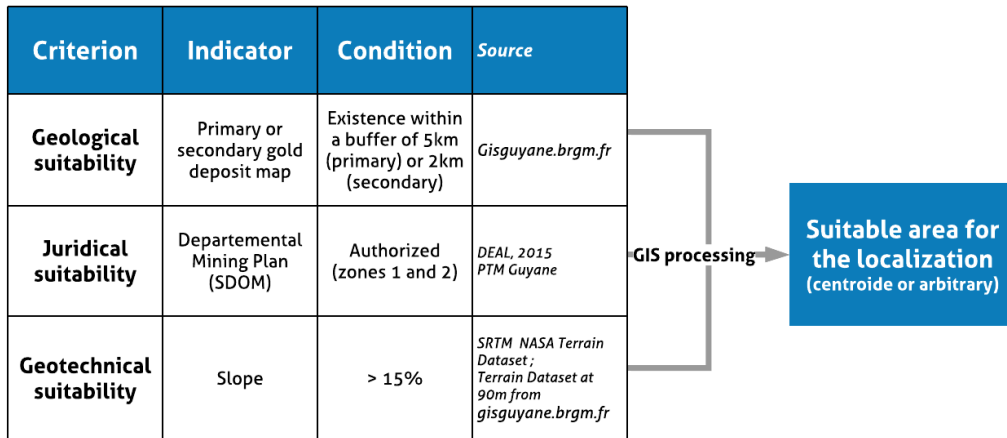 Criterion
Indicator
Condition
Source
Geological
suitability
Primary or
secondary gold
deposit map
Existence within
a buffer of 5km
(primary) or 2km
(secondary)
Gisguyane.brgm.fr
Juridical
suitability
Departemental
Mining Plan
(SDOM)
Authorized
(zones 1 and 2)
DEAL, 2015
PTM Guyane
Geotechnical
suitability
Slope
> 15%
SRTM NASA Terrain
Dataset ;
Terrain Dataset at
90m from
gisguyane.brgm.fr
GIS processing
Suitable area for
the localization
(centroide or arbitrary)